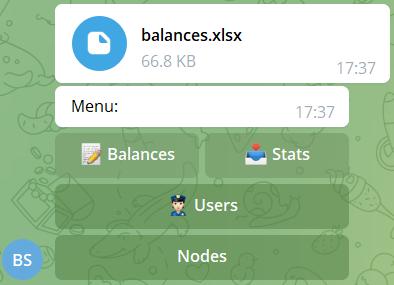 balances.xlsx
66.8 KB
17:37
Menu:
17:37
Balances
Stats
Users
BS
Nodes